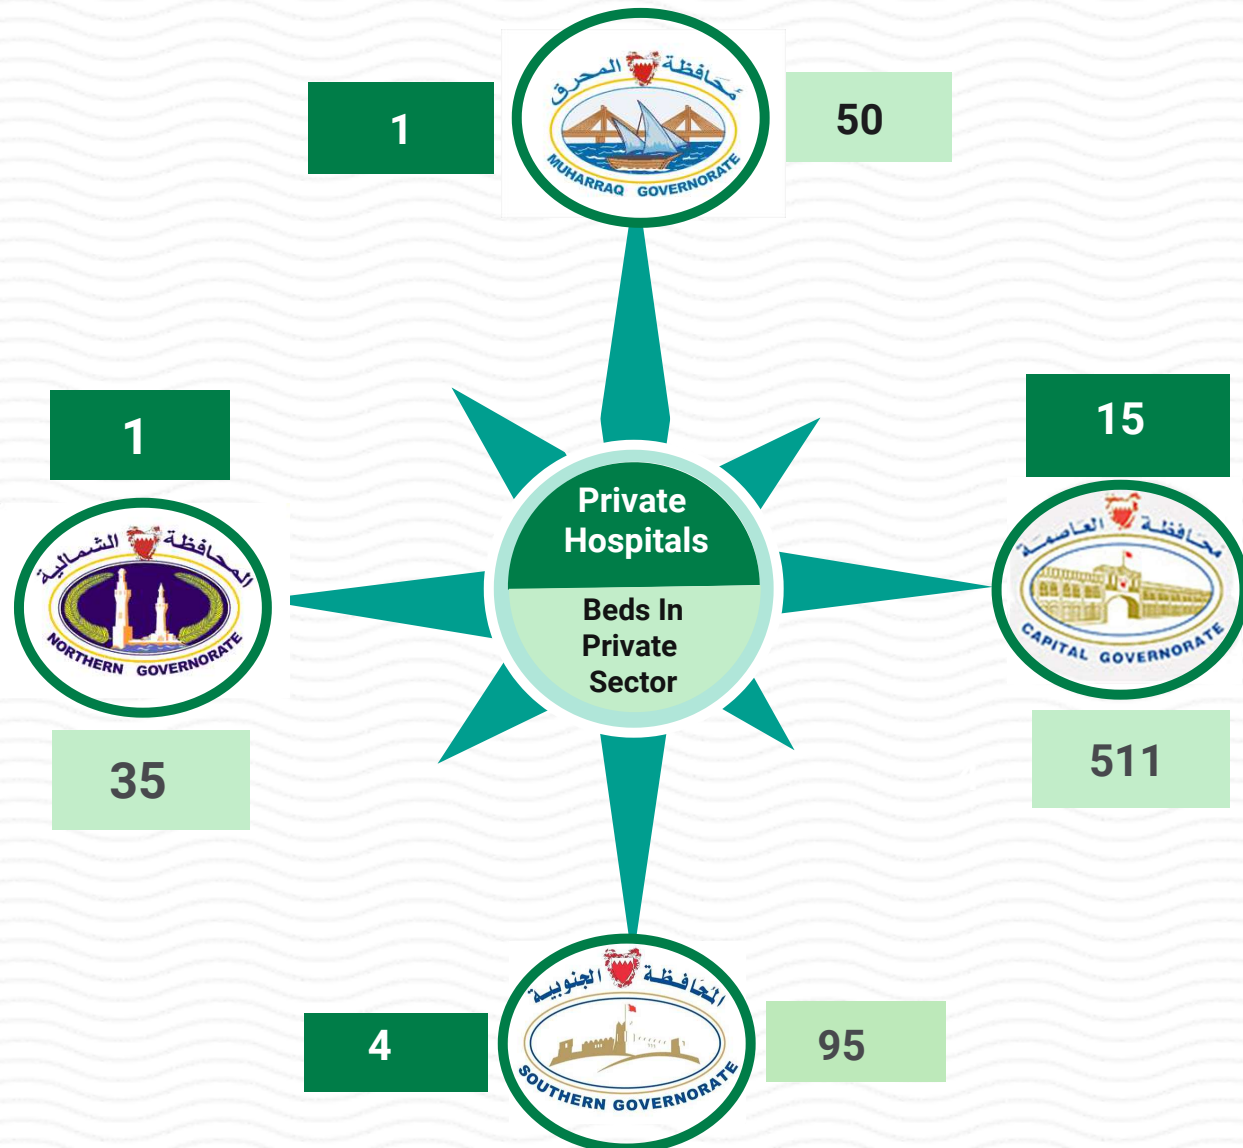 مُحَافظَة المحرق
1
50
MUHARRAQ GOVERNORATE
1
15
Private
Hospitals
المحافظة الشمالية
محافظة العاصمة
Beds In
Private
Sector
NORTHERN GOVERNORATE
CAPITAL GOVERNORATE
35
511
المحافظة الجنوبية
4
95
SOUTHERN GOVERNORATE